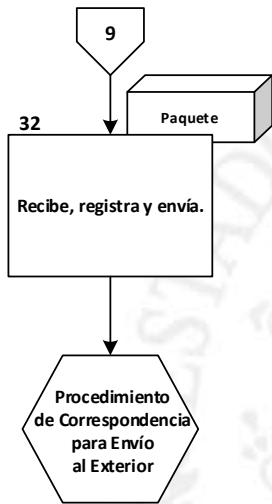 9
Paquete
32
Recibe, registra y envía.
Procedimiento
de Correspondencia
para Envío
al Exterior